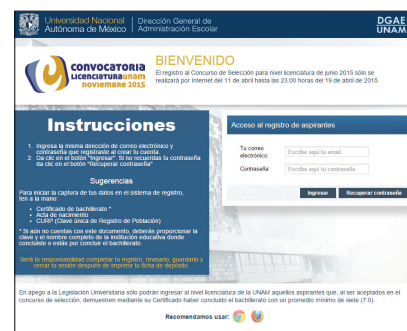 Universidad Nacional
Autónoma de México
Dirección General de
Administración Escolar
DGAE
UNAM
CONVOCATORIA
LICENCIATURAunam
noviembre 2015
BIENVENIDO
El registro al Concurso de Selección para nivel licenciatura de junio 2015 sólo se
realizará por Internet del 11 de abril hasta las 23:00 horas del 19 de abril de 2015.
Instrucciones
1. Ingresa la misma dirección de correo electrónico y
contraseña que registraste al crear tu cuenta.
2. Da clic en el botón "Ingresar". Si no recuerdas tu contraseña
da clic en el botón "Recuperar contraseña"
Sugerencias
Para iniciar la captura de tus datos en el sistema de registro,
ten a la mano:
• Certificado de bachillerato *
• Acta de nacimiento
• CURP (Clave única de Registro de Población)
* Si aún no cuentas con este documento, deberás proporcionar la
clave y el nombre completo de la institución educativa donde
concluiste o estás por concluir el bachillerato.
Será tu responsabilidad completar tu registro, revisarlo, guardarlo y
cerrar tu sesión después de imprimir tu ficha de depósito.
Acceso al registro de aspirantes
Tu correo
electrónico:
Escribe aquí tu email
Contraseña:
Escribe aquí tu contraseña
Ingresar
Recuperar contraseña
En apego a la Legislación Universitaria sólo podrán ingresar al nivel licenciatura de la UNAM aquellos aspirantes que, al ser aceptados en el
concurso de selección, demuestren mediante su Certificado haber concluido el bachillerato con un promedio mínimo de siete (7.0).
Recomendamos usar: